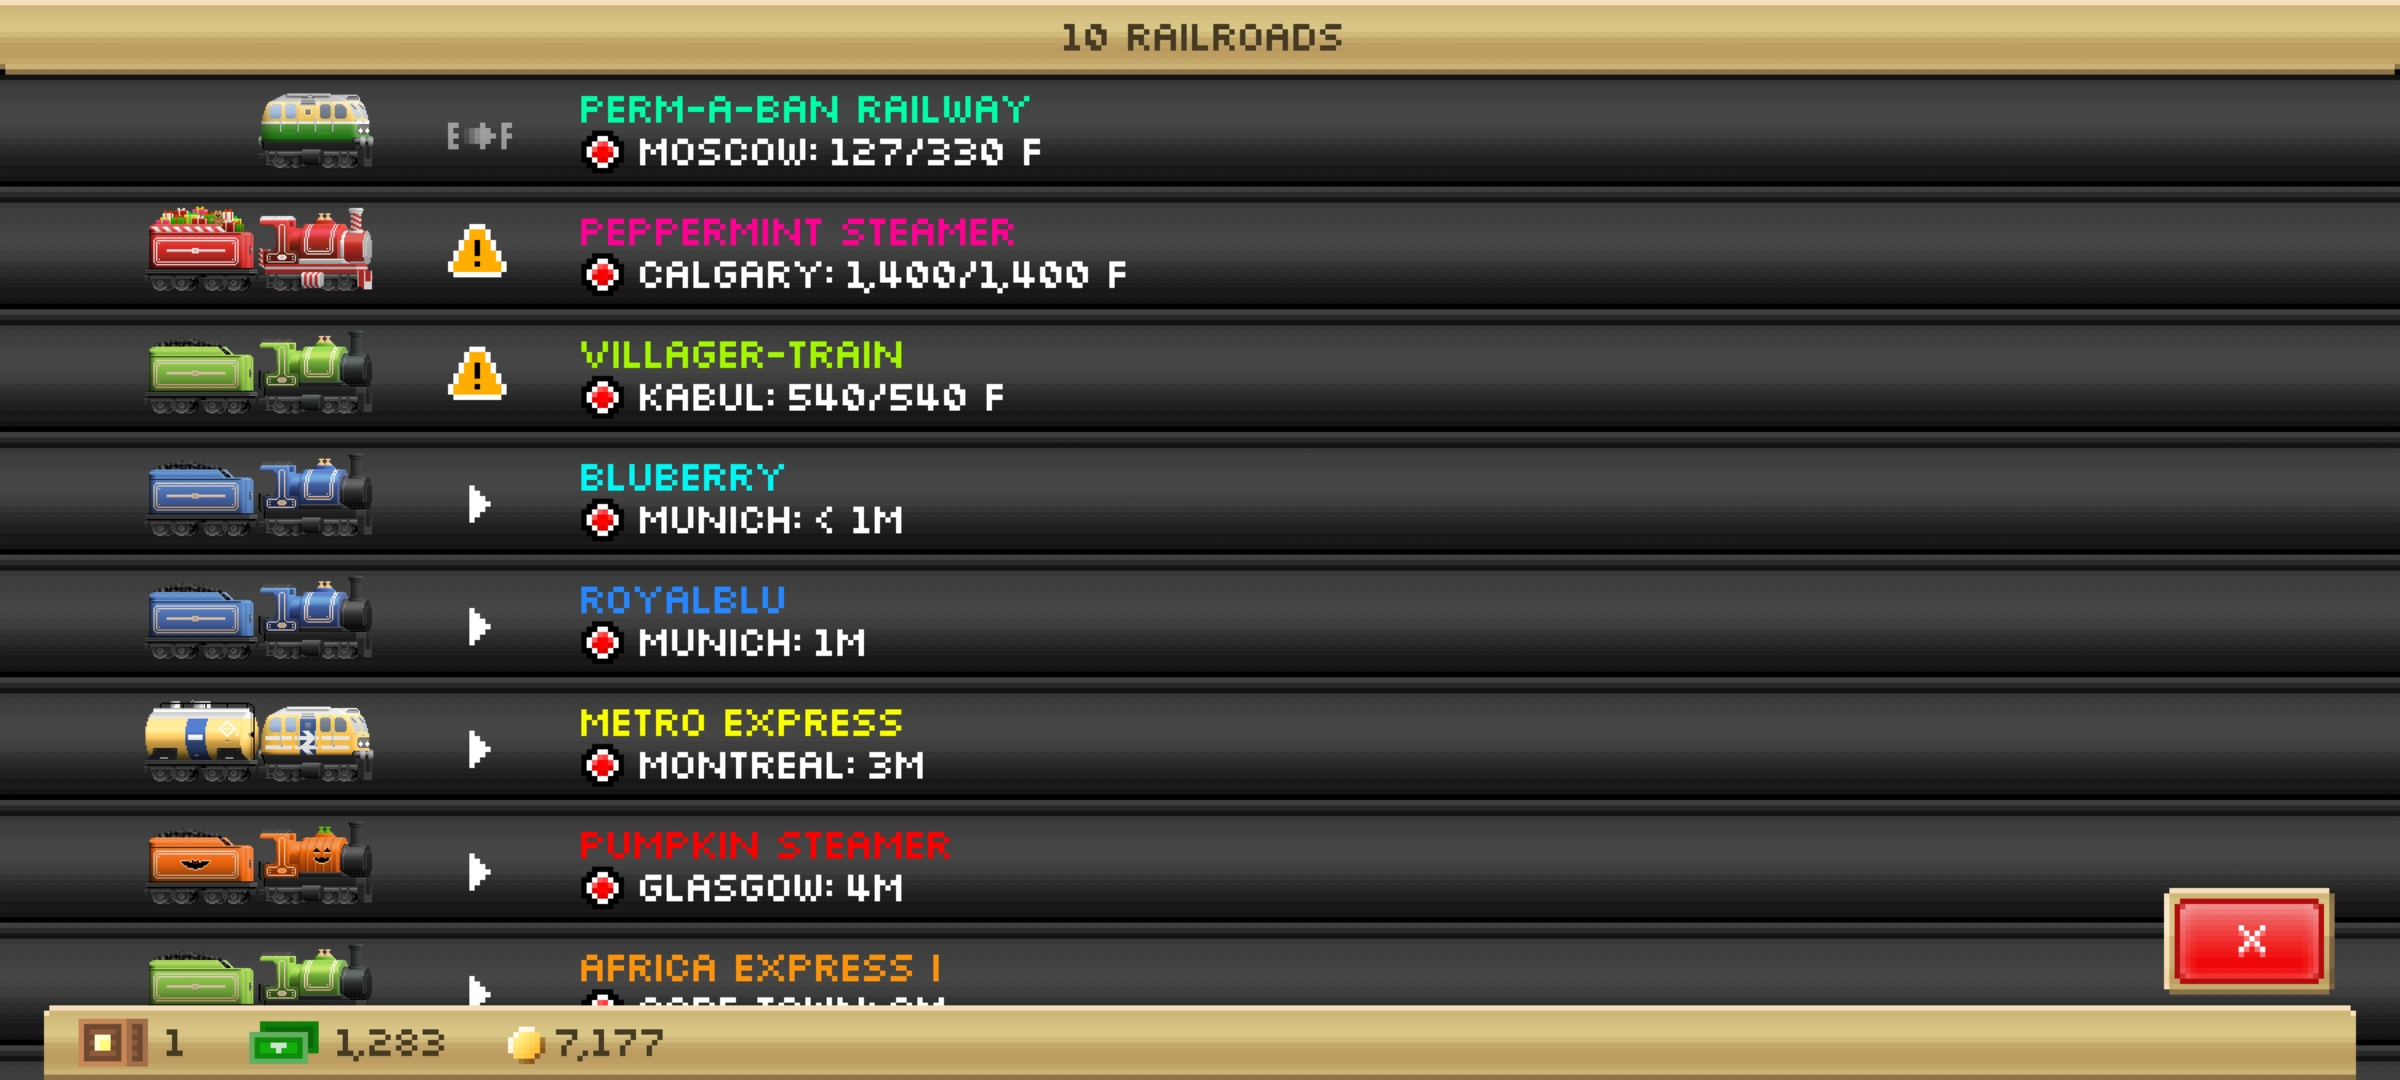 10 RAILROADS
E F
PERM-A-BAN RAILWAY
MOSCOW: 127/330 F
PEPPERMINT STEAMER
CALGARY: 1,400/1,400 F
VILLAGER-TRAIN
KABUL: 540/540 F
BLUBERRY
MUNICH: < 1M
ROYALBLU
MUNICH: 1M
METRO EXPRESS
MONTREAL: 3M
PUMPKIN STEAMER
GLASGOW: 4M
AFRICA EXPRESS I
X
1 1,283 7,177